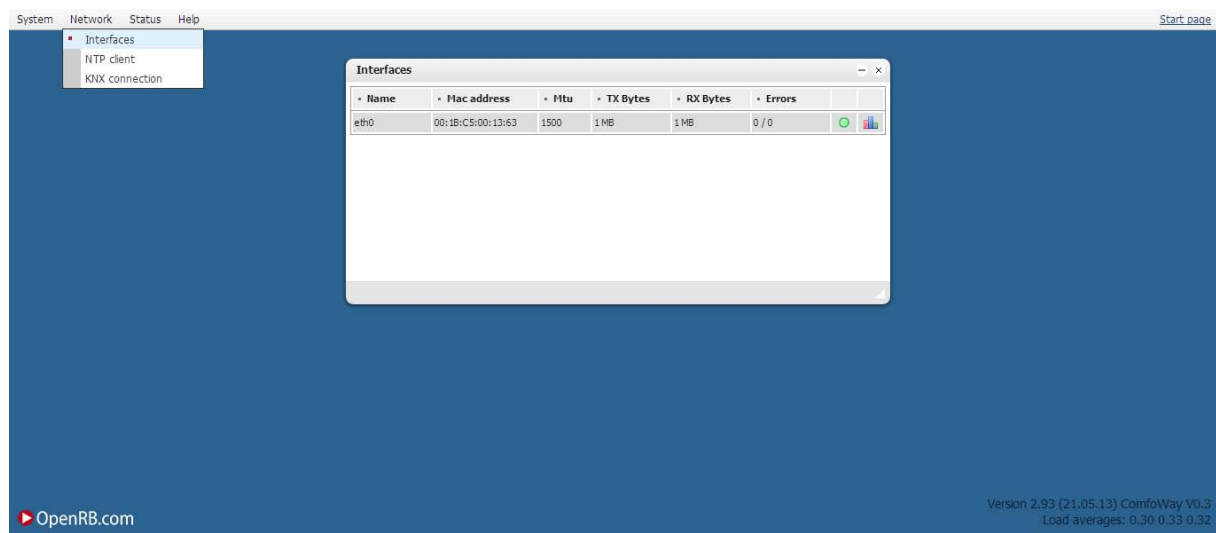 System Network Status Help Start page
Interfaces
NTP client
KNX connection
Interfaces
Name Mac address Mtu TX Bytes RX Bytes Errors
eth0 00:1B:C5:00:13:63 1500 1 MB 1 MB 0 / 0
OpenRB.com
Version 2.93 (21.05.13) ComfoWay V0.3
Load averages: 0.30 0.33 0.32